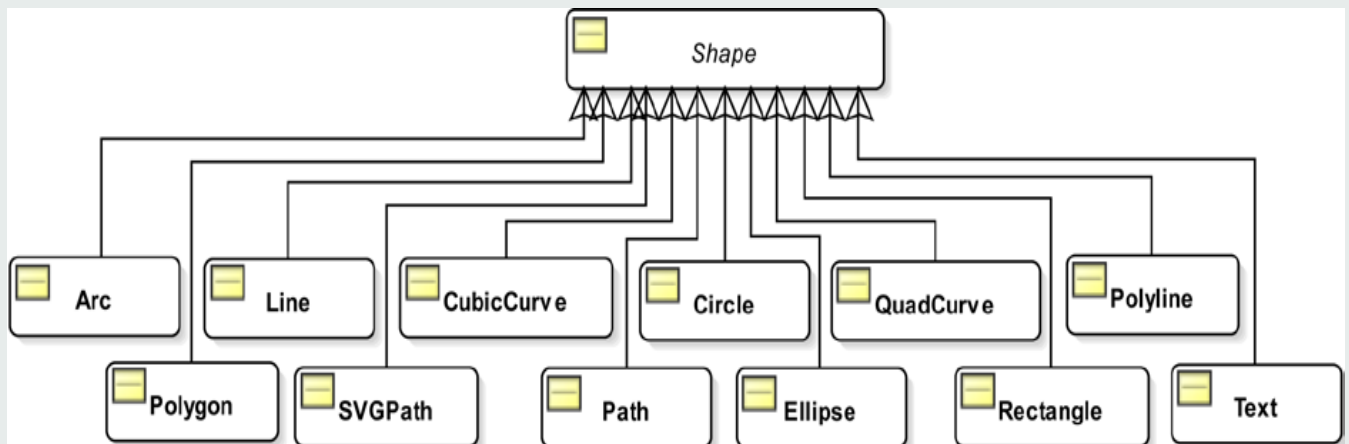 Shape
Arc
Line
CubicCurve
Circle
QuadCurve
Polyline
Polygon
SVGPath
Path
Ellipse
Rectangle
Text